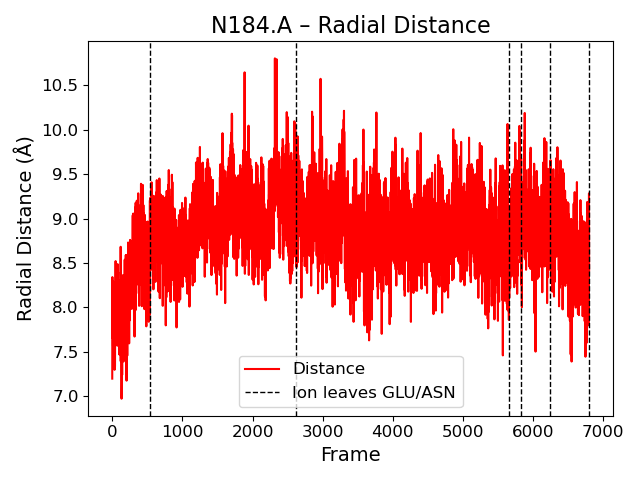 N184.A – Radial Distance
Radial Distance (Å)
10.5
10.0
9.5
9.0
8.5
8.0
7.5
7.0
Distance
Ion leaves GLU/ASN
0 1000 2000 3000 4000 5000 6000 7000
Frame